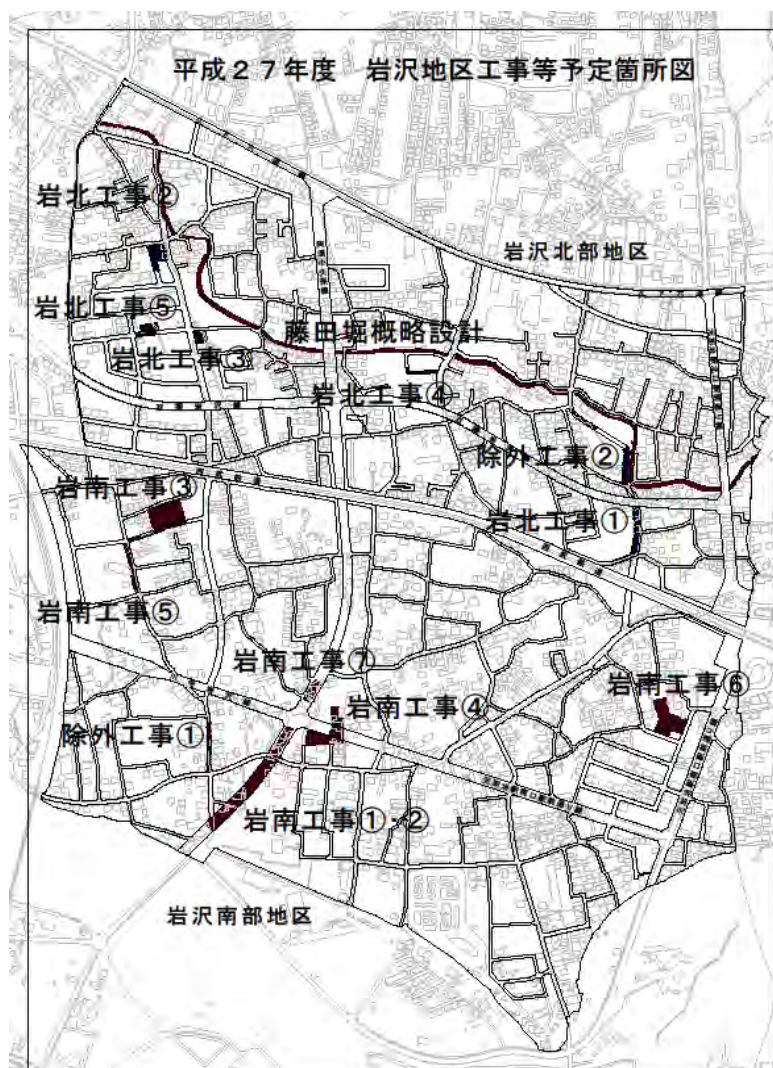 平成27年度　岩沢地区工事等予定箇所図
岩北工事②
岩沢北部地区
岩北工事⑤
藤田堀概略設計
岩北工事③
岩北工事④
除外工事②
岩南工事③
岩北工事①
岩南工事⑤
岩南工事⑦
岩南工事⑥
岩南工事④
除外工事①
岩南工事①・②
岩沢南部地区